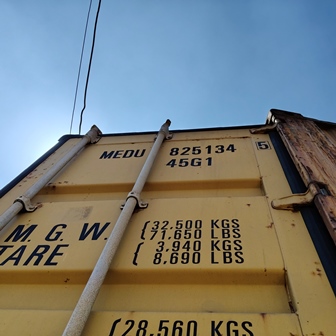 MEDU 825134 5
45G1
M. G. W. {32.500 KGS
71.650 LBS
TARE {3.940 KGS
8.690 LBS
{28.560 KGS